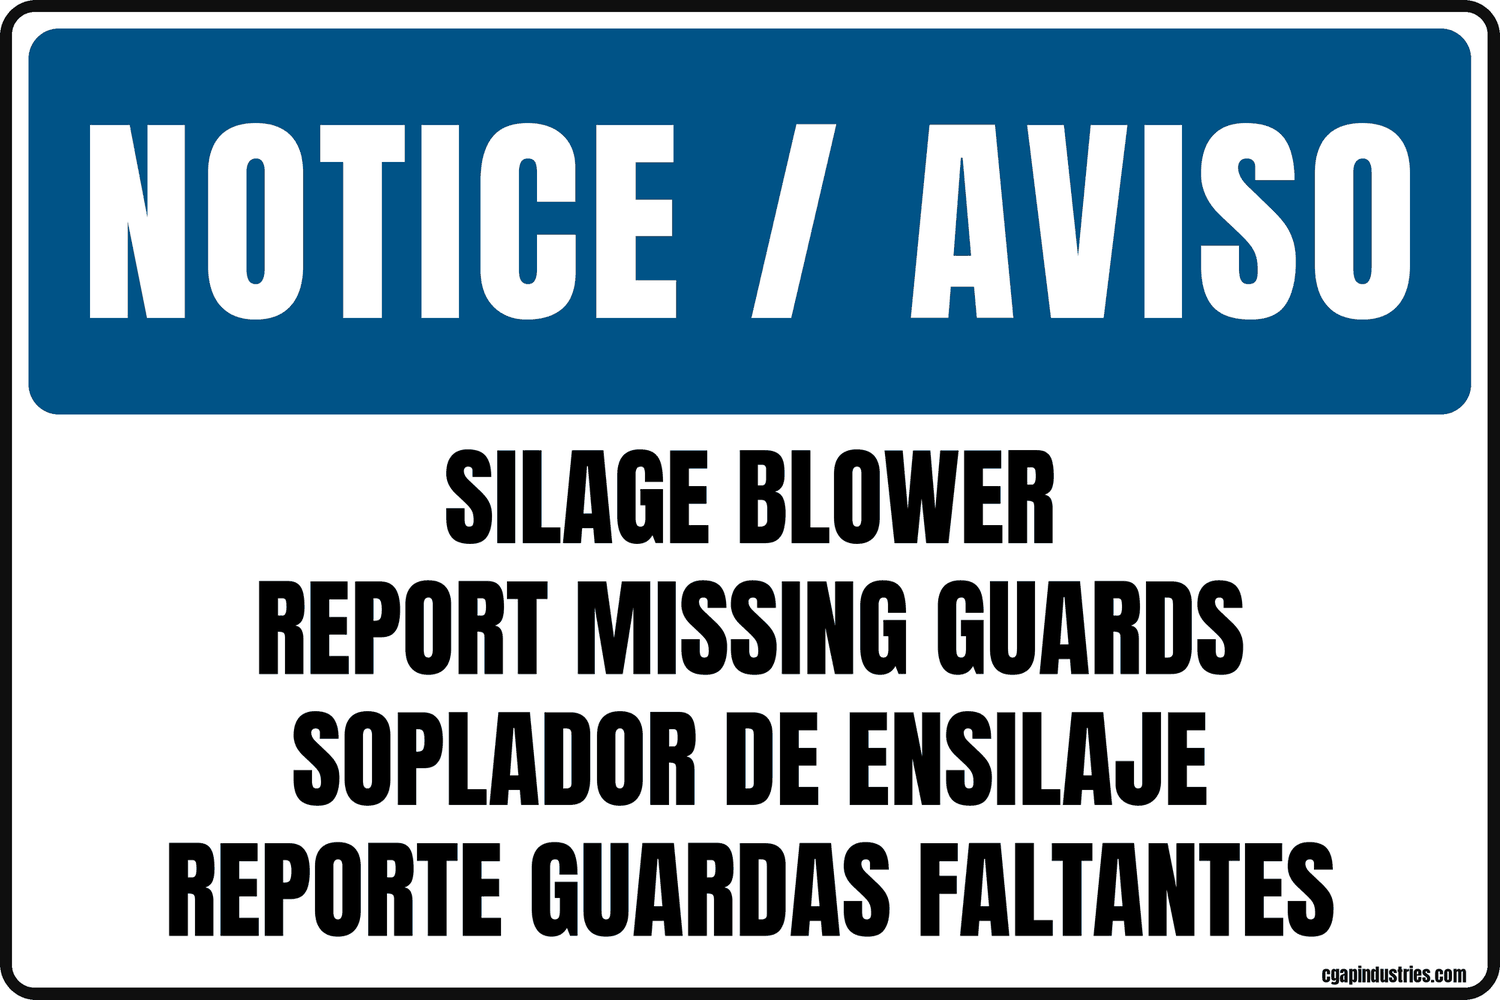 NOTICE / AVISO
SILAGE BLOWER
REPORT MISSING GUARDS
SOPLADOR DE ENSILAJE
REPORTE GUARDAS FALTANTES
cgapindustries.com